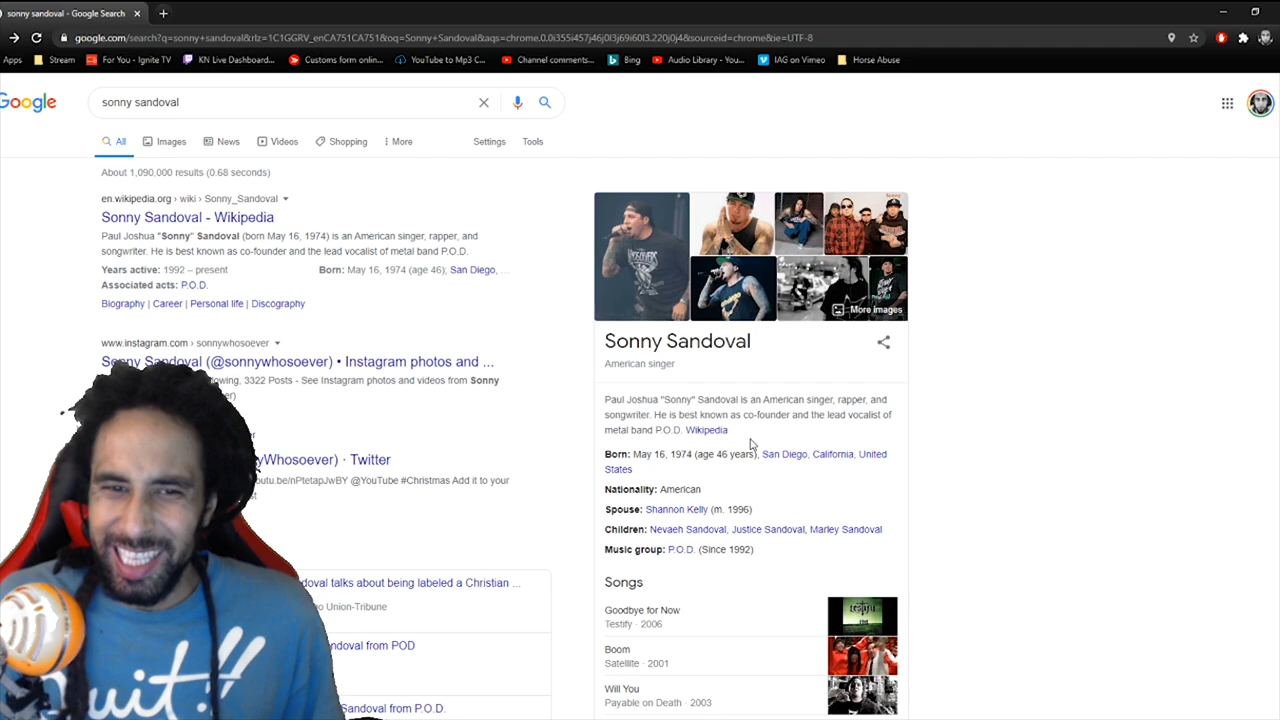 sonny sandoval - Google Search
google.com/search?q=sonny+sandoval&rlz=1C1GGRV_enCA751CA751&oq=Sonny+Sandoval&aqs=chrome.0.0i355i457j46j0l3j69i60l3.220j0j4&sourceid=chrome&ie=UTF-8
Apps Stream For You - Ignite TV KN Live Dashboard... Customs form onlin... YouTube to Mp3 C... Channel comments... Bing Audio Library - You... IAG on Vimeo Horse Abuse
Google
sonny sandoval
All Images News Videos Shopping More Settings Tools
About 1,090,000 results (0.68 seconds)
en.wikipedia.org › wiki › Sonny_Sandoval
Sonny Sandoval - Wikipedia
Paul Joshua "Sonny" Sandoval (born May 16, 1974) is an American singer, rapper, and
songwriter. He is best known as co-founder and the lead vocalist of metal band P.O.D.
Years active: 1992 – present Born: May 16, 1974 (age 46); San Diego, ...
Associated acts: P.O.D.
Biography | Career | Personal life | Discography
www.instagram.com › sonnywhosoever
Sonny Sandoval (@sonnywhosoever) • Instagram photos and ...
owing, 3322 Posts - See Instagram photos and videos from Sonny
yWhosoever) · Twitter
outu.be/nPtetapJwBY @YouTube #Christmas Add it to your
doval talks about being labeled a Christian ...
o Union-Tribune
ndoval from POD
Sandoval from P.O.D.
More images
Sonny Sandoval
American singer
Paul Joshua "Sonny" Sandoval is an American singer, rapper, and
songwriter. He is best known as co-founder and the lead vocalist of
metal band P.O.D. Wikipedia
Born: May 16, 1974 (age 46 years), San Diego, California, United
States
Nationality: American
Spouse: Shannon Kelly (m. 1996)
Children: Nevaeh Sandoval, Justice Sandoval, Marley Sandoval
Music group: P.O.D. (Since 1992)
Songs
Goodbye for Now
Testify · 2006
Boom
Satellite · 2001
Will You
Payable on Death · 2003